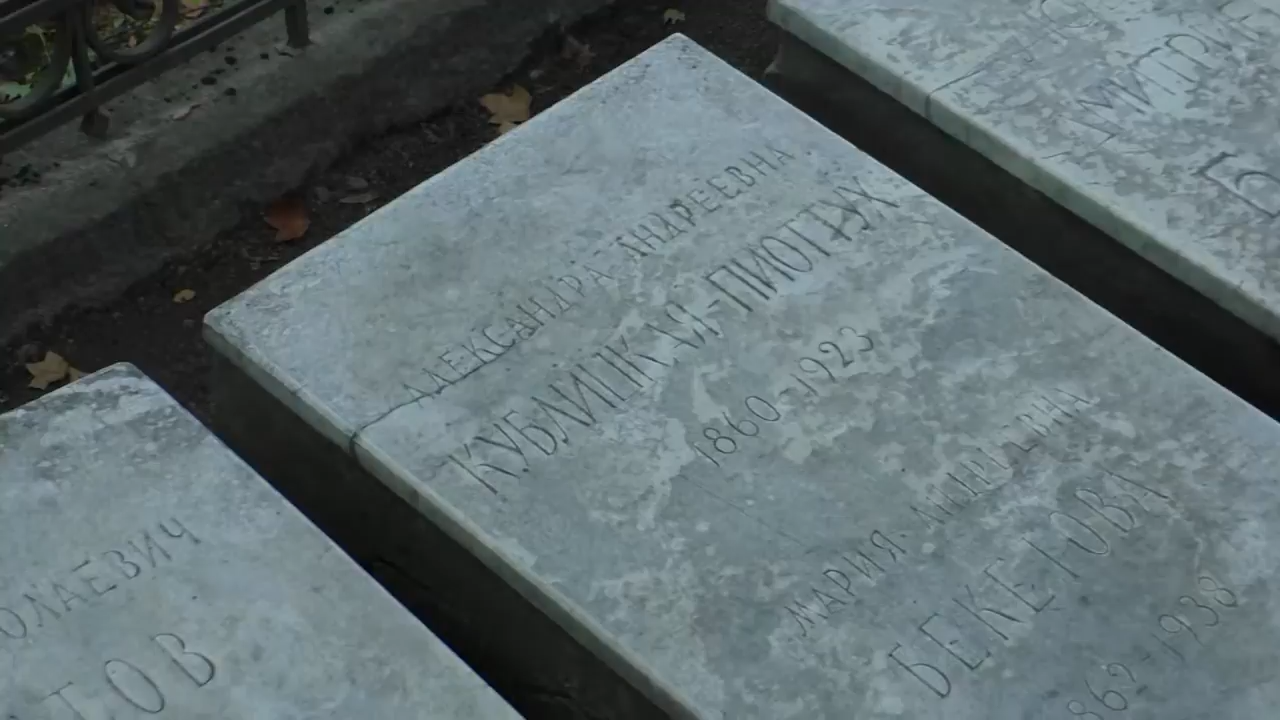 АЛЕКСАНДРА АНДРЕЕВНА
КУБЛИЦКАЯ-ПИОТТУХ
1860-1923
МАРИЯ АНДРЕЕВНА
БЕКЕТОВА
1862-1938
ОЛАЕВИЧ
ТОВ